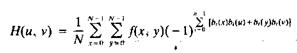 H(u, v) = \frac{1}{N} \sum_{x=0}^{N-1} \sum_{y=0}^{N-1} f(x, y)(-1)^{\sum_{i=0}^{n-1} [b_i(x)b_i(u) + b_i(y)b_i(v)]}